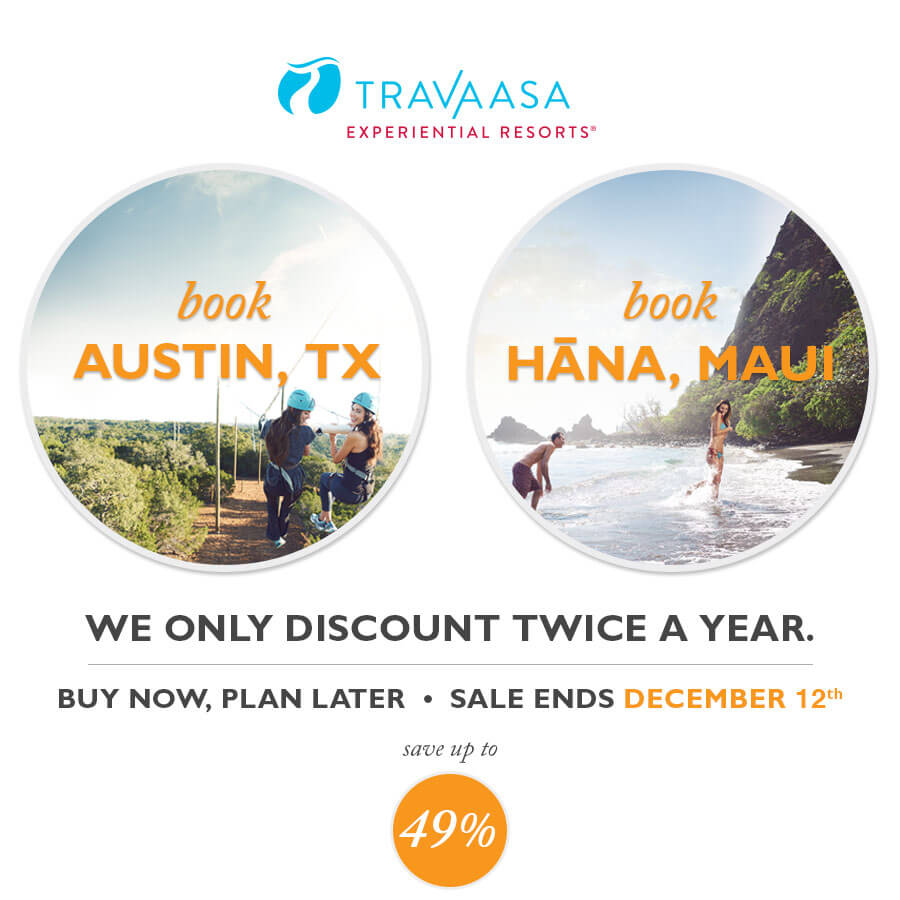 TRAVAASA
EXPERIENTIAL RESORTS®
book
AUSTIN, TX
book
HĀNA, MAUI
WE ONLY DISCOUNT TWICE A YEAR.
BUY NOW, PLAN LATER • SALE ENDS DECEMBER 12th
save up to
49%